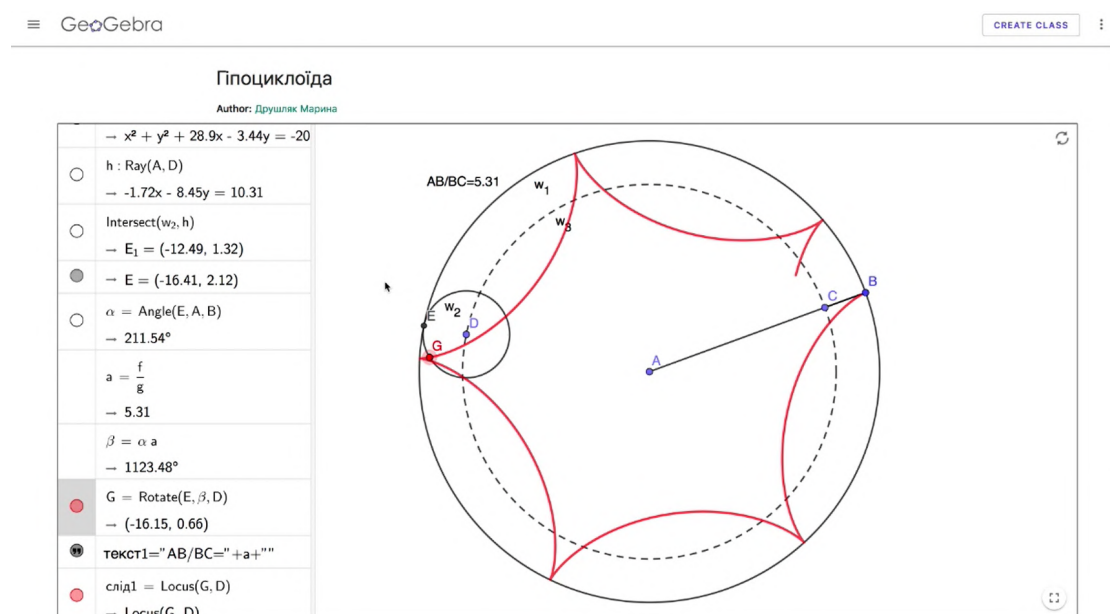 GeoGebra
CREATE CLASS
Гіпоциклоїда
Author: Друшляк Марина
→ x² + y² + 28.9x - 3.44y = -20
h : Ray(A, D)
→ -1.72x - 8.45y = 10.31
Intersect(w₂, h)
→ E₁ = (-12.49, 1.32)
→ E = (-16.41, 2.12)
α = Angle(E, A, B)
→ 211.54°
a = f/g
→ 5.31
β = α a
→ 1123.48°
G = Rotate(E, β, D)
→ (-16.15, 0.66)
текст1="AB/BC="+a+""
слід1 = Locus(G, D)
→ Locus(G, D)
AB/BC=5.31
w₁
w₃
B
C
w₂
E
D
G
A